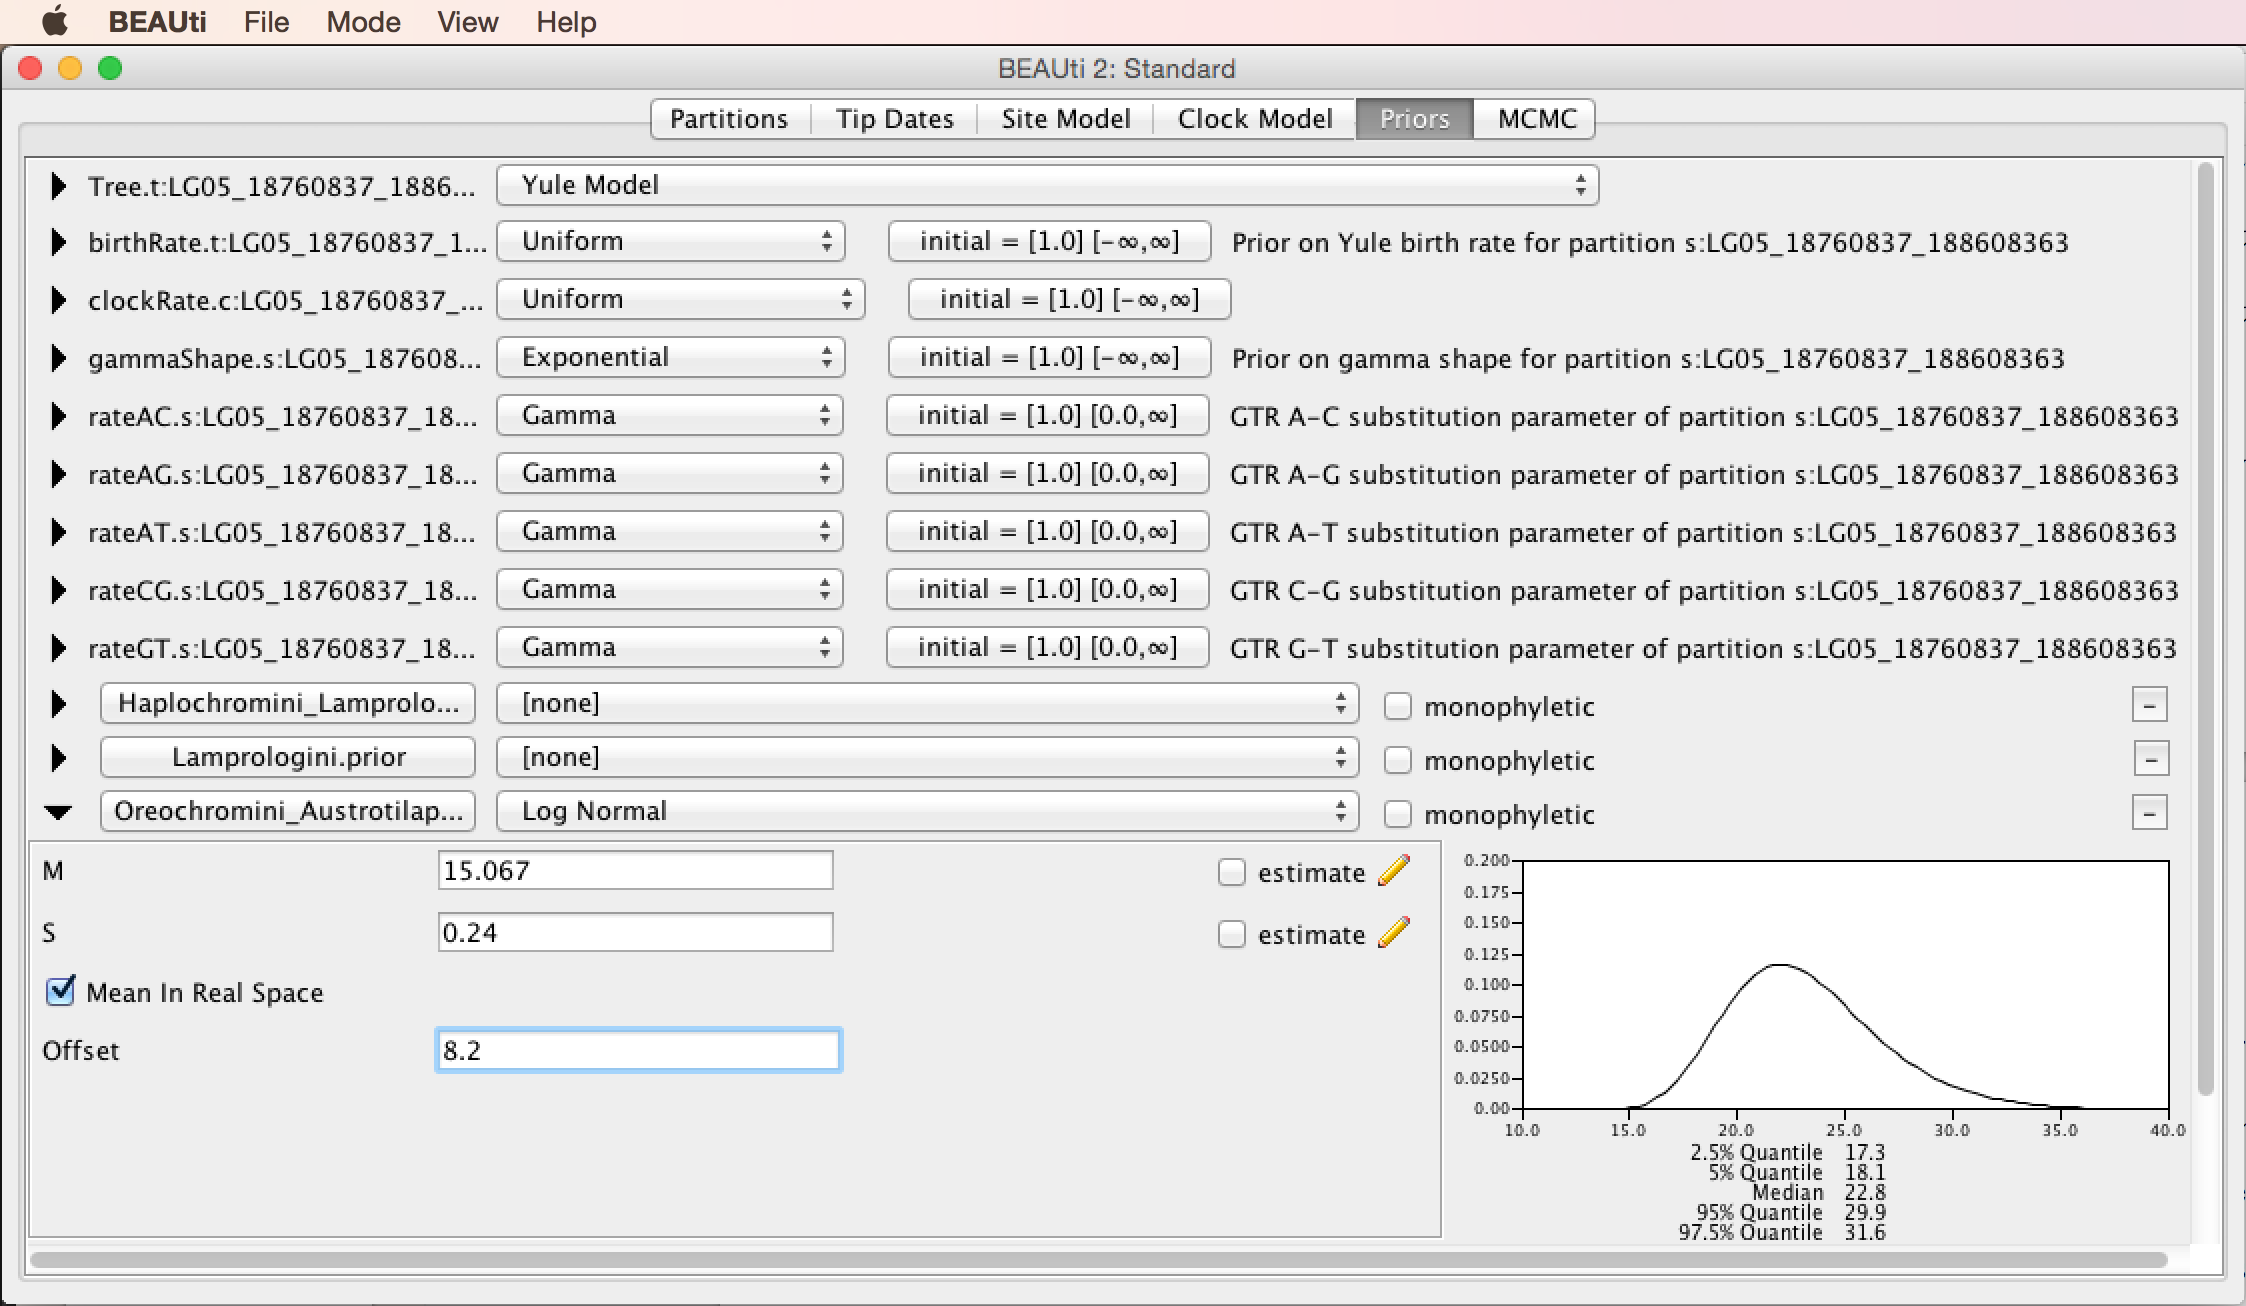 BEAUti File Mode View Help
BEAUti 2: Standard
Partitions Tip Dates Site Model Clock Model Priors MCMC
Tree.t:LG05_18760837_1886... Yule Model
birthRate.t:LG05_18760837_1... Uniform initial = [1.0] [-∞,∞] Prior on Yule birth rate for partition s:LG05_18760837_188608363
clockRate.c:LG05_18760837_... Uniform initial = [1.0] [-∞,∞]
gammaShape.s:LG05_187608... Exponential initial = [1.0] [-∞,∞] Prior on gamma shape for partition s:LG05_18760837_188608363
rateAC.s:LG05_18760837_18... Gamma initial = [1.0] [0.0,∞] GTR A-C substitution parameter of partition s:LG05_18760837_188608363
rateAG.s:LG05_18760837_18... Gamma initial = [1.0] [0.0,∞] GTR A-G substitution parameter of partition s:LG05_18760837_188608363
rateAT.s:LG05_18760837_18... Gamma initial = [1.0] [0.0,∞] GTR A-T substitution parameter of partition s:LG05_18760837_188608363
rateCG.s:LG05_18760837_18... Gamma initial = [1.0] [0.0,∞] GTR C-G substitution parameter of partition s:LG05_18760837_188608363
rateGT.s:LG05_18760837_18... Gamma initial = [1.0] [0.0,∞] GTR G-T substitution parameter of partition s:LG05_18760837_188608363
Haplochromini_Lamprolo... [none] monophyletic -
Lamprologini.prior [none] monophyletic -
Oreochromini_Austrotilap... Log Normal monophyletic -
M 15.067 estimate
S 0.24 estimate
Mean In Real Space
Offset 8.2
0.200
0.175
0.150
0.125
0.100
0.0750
0.0500
0.0250
0.00
10.0 15.0 20.0 25.0 30.0 35.0 40.0
2.5% Quantile 17.3
5% Quantile 18.1
Median 22.8
95% Quantile 29.9
97.5% Quantile 31.6